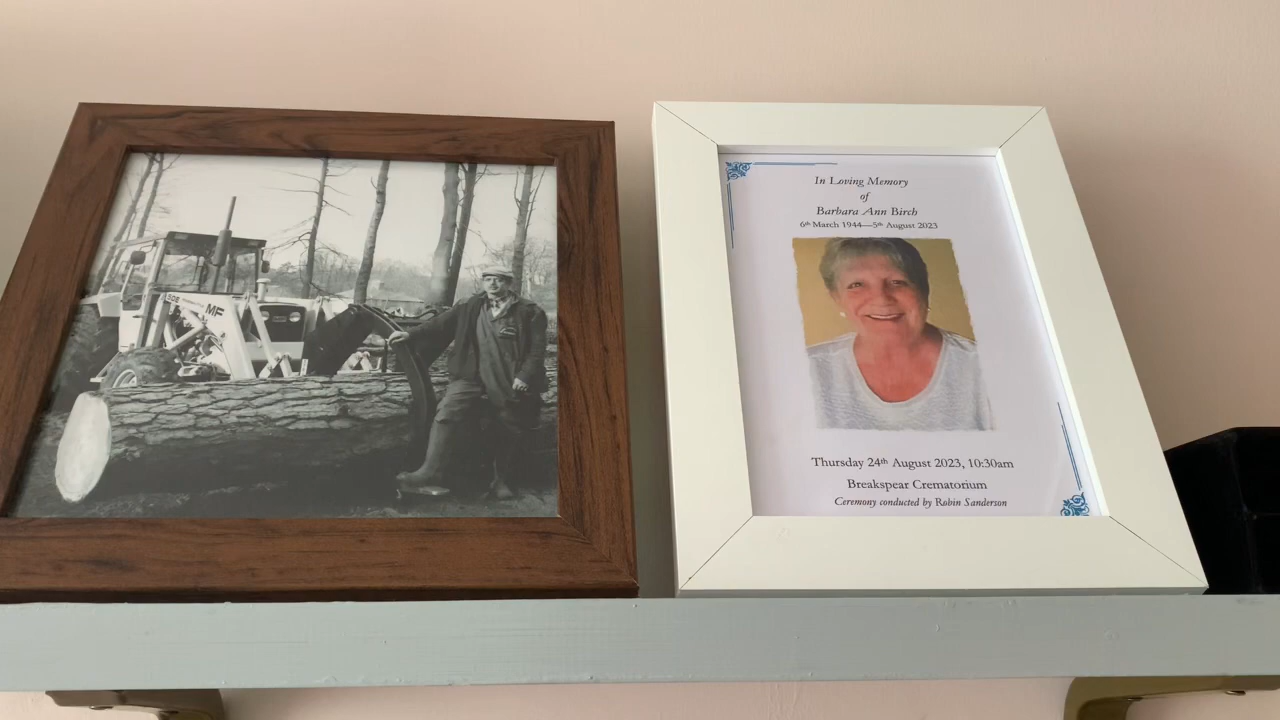 50E
MF
In Loving Memory
of
Barbara Ann Birch
6th March 1944—5th August 2023
Thursday 24th August 2023, 10:30am
Breakspear Crematorium
Ceremony conducted by Robin Sanderson